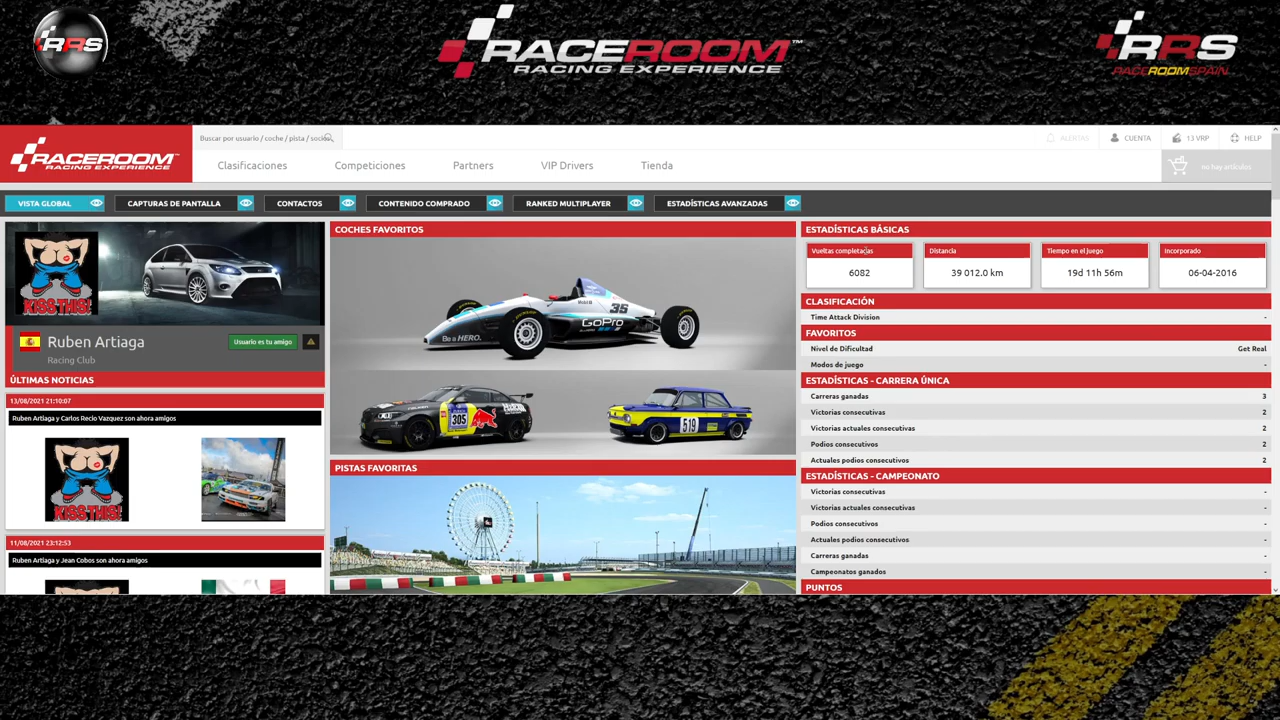 RRS
RACEROOM™
RACING EXPERIENCE
RRS
RACEROOMSPAIN
RACEROOM™
RACING EXPERIENCE
Buscar por usuario / coche / pista / socios
ALERTAS
CUENTA
13 VRP
HELP
Clasificaciones
Competiciones
Partners
VIP Drivers
Tienda
no hay artículos
VISTA GLOBAL
CAPTURAS DE PANTALLA
CONTACTOS
CONTENIDO COMPRADO
RANKED MULTIPLAYER
ESTADÍSTICAS AVANZADAS
KISS THIS!
Ruben Artiaga
Usuario es tu amigo
Racing Club
ÚLTIMAS NOTICIAS
13/08/2021 21:10:07
Ruben Artiaga y Carlos Recio Vazquez son ahora amigos
KISS THIS!
11/08/2021 23:12:53
Ruben Artiaga y Jean Cobos son ahora amigos
COCHES FAVORITOS
35
GoPro
Be a HERO.
305
519
PISTAS FAVORITAS
ESTADÍSTICAS BÁSICAS
Vueltas completadas
6082
Distancia
39 012.0 km
Tiempo en el juego
19d 11h 56m
Incorporado
06-04-2016
CLASIFICACIÓN
Time Attack Division -
FAVORITOS
Nivel de Dificultad Get Real
Modos de juego -
ESTADÍSTICAS - CARRERA ÚNICA
Carreras ganadas 3
Victorias consecutivas 2
Victorias actuales consecutivas 2
Podios consecutivos 2
Actuales podios consecutivos 2
ESTADÍSTICAS - CAMPEONATO
Victorias consecutivas -
Victorias actuales consecutivas -
Podios consecutivos -
Actuales podios consecutivos -
Carreras ganadas -
Campeonatos ganados -
PUNTOS